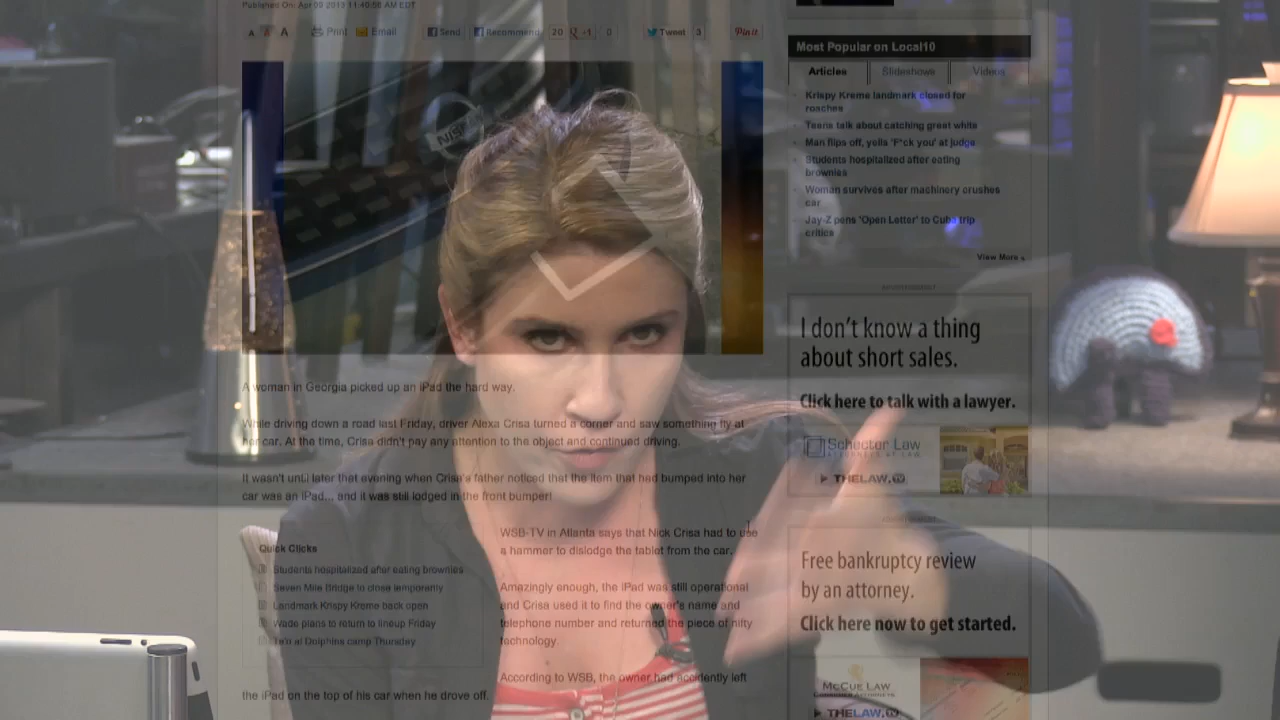 Published On: Apr 09 2013 11:40:56 AM EDT
A A A Print Email Send Recommend 20 +1 0 Tweet 3 Pin it
A woman in Georgia picked up an iPad the hard way.
While driving down a road last Friday, driver Alexa Crisa turned a corner and saw something fly at
her car. At the time, Crisa didn't pay any attention to the object and continued driving.
It wasn't until later that evening when Crisa's father noticed that the item that had bumped into her
car was an iPad... and it was still lodged in the front bumper!
WSB-TV in Atlanta says that Nick Crisa had to use
a hammer to dislodge the tablet from the car.
Amazingly enough, the iPad was still operational
and Crisa used it to find the owner's name and
telephone number and returned the piece of nifty
technology.
According to WSB, the owner had accidently left
the iPad on the top of his car when he drove off.
Quick Clicks
Students hospitalized after eating brownies
Seven Mile Bridge to close temporarily
Landmark Krispy Kreme back open
Wade plans to return to lineup Friday
Te'o at Dolphins camp Thursday
Most Popular on Local10
Articles Slideshows Videos
Krispy Kreme landmark closed for
roaches
Teens talk about catching great white
Man flips off, yells 'F*ck you' at judge
Students hospitalized after eating
brownies
Woman survives after machinery crushes
car
Jay-Z pens 'Open Letter' to Cuba trip
critics
View More
ADVERTISEMENT
I don't know a thing
about short sales.
Click here to talk with a lawyer.
Schecter Law
ATTORNEYS AT LAW
THELAW.TV
ADVERTISEMENT
Free bankruptcy review
by an attorney.
Click here now to get started.
McCue Law
THELAW.TV